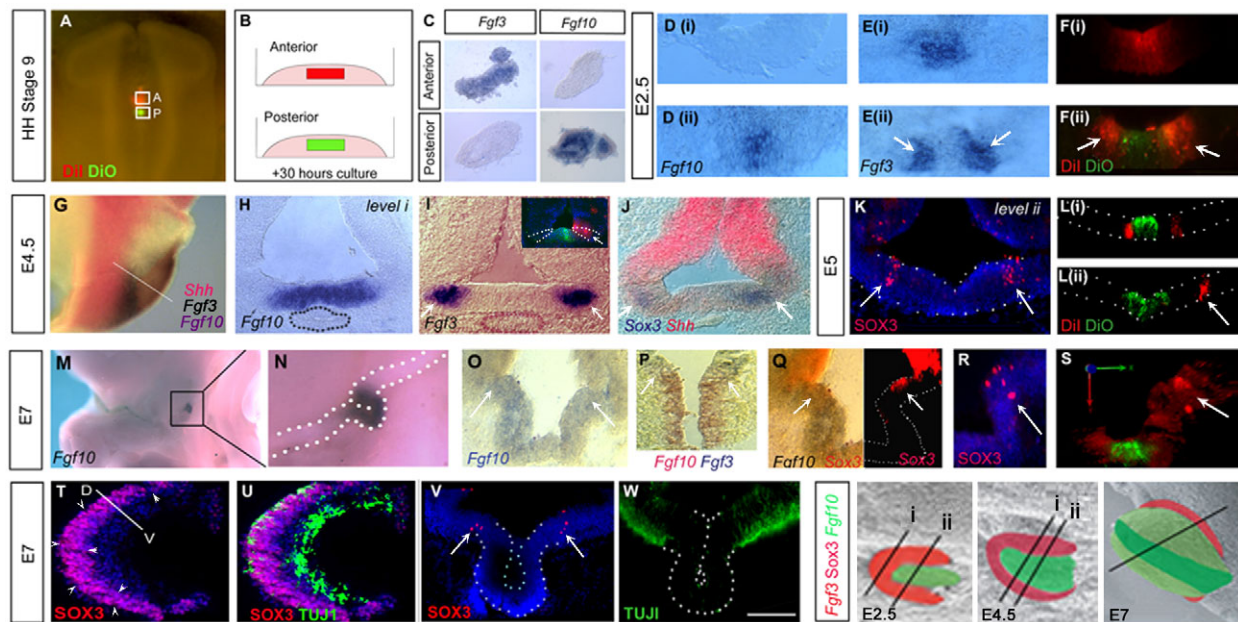 HH Stage 9
A
A
P
DiI DiO
B
Anterior
Posterior
+30 hours culture
C
Fgf3 Fgf10
Anterior
Posterior
E2.5
D (i)
E(i)
F(i)
D (ii)
Fgf10
E(ii)
Fgf3
F(ii)
DiI DiO
E4.5
G
Shh
Fgf3
Fgf10
H
level i
Fgf10
I
Fgf3
J
Sox3 Shh
E5
K
level ii
SOX3
L(i)
L(ii)
DiI DiO
E7
M
Fgf10
N
O
Fgf10
P
Fgf10 Fgf3
Q
Fgf10 Sox3
Sox3
R
SOX3
S
E7
T
D
V
SOX3
U
SOX3 TUJ1
V
SOX3
W
TUJI
Fgf3 Sox3 Fgf10
i
ii
E2.5
i
ii
E4.5
E7